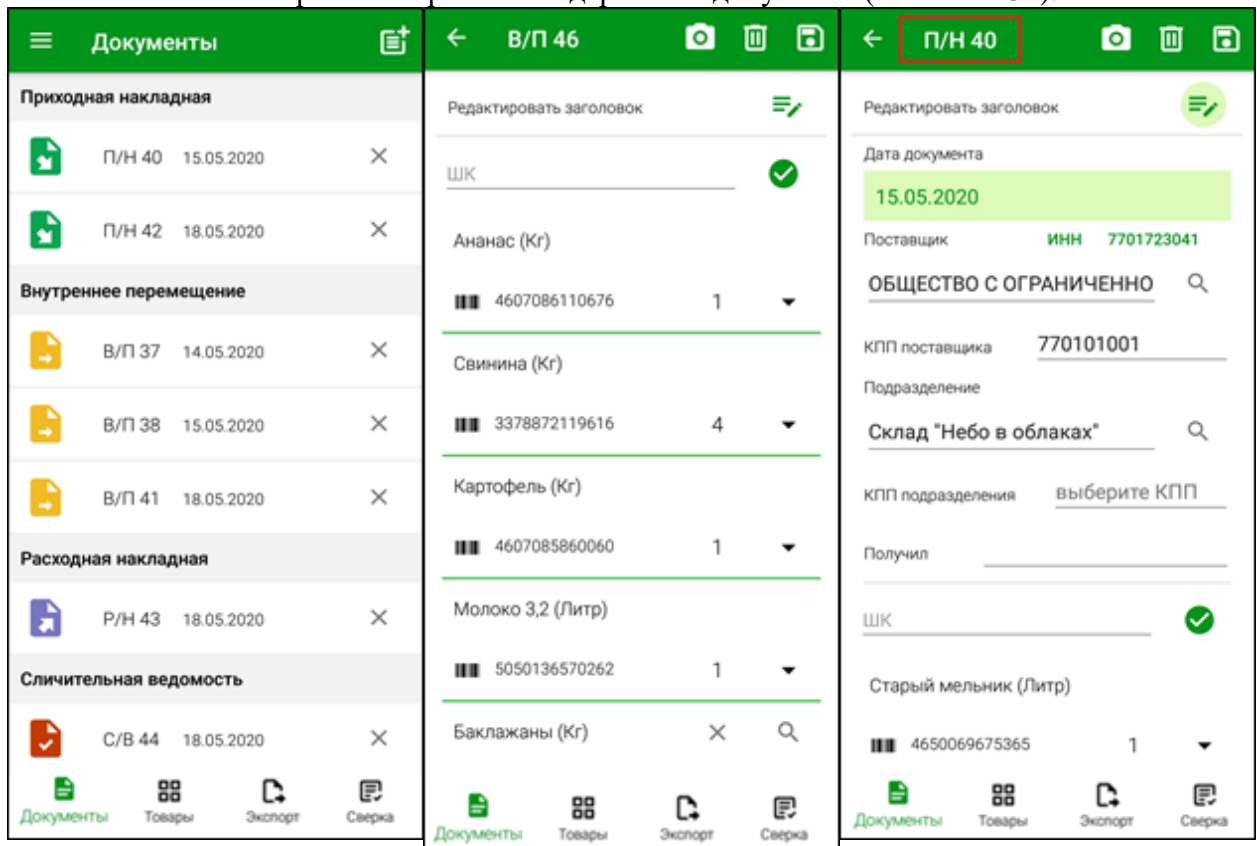 Документы
Приходная накладная
П/Н 40 15.05.2020
П/Н 42 18.05.2020
Внутреннее перемещение
В/П 37 14.05.2020
В/П 38 15.05.2020
В/П 41 18.05.2020
Расходная накладная
Р/Н 43 18.05.2020
Сличительная ведомость
С/В 44 18.05.2020
Документы Товары Экспорт Сверка
В/П 46
Редактировать заголовок
ШК
Ананас (Кг)
4607086110676 1
Свинина (Кг)
3378872119616 4
Картофель (Кг)
4607085860060 1
Молоко 3,2 (Литр)
5050136570262 1
Баклажаны (Кг)
Документы Товары Экспорт Сверка
П/Н 40
Редактировать заголовок
Дата документа
15.05.2020
Поставщик ИНН 7701723041
ОБЩЕСТВО С ОГРАНИЧЕННО
КПП поставщика 770101001
Подразделение
Склад "Небо в облаках"
КПП подразделения выберите КПП
Получил
ШК
Старый мельник (Литр)
4650069675365 1
Документы Товары Экспорт Сверка